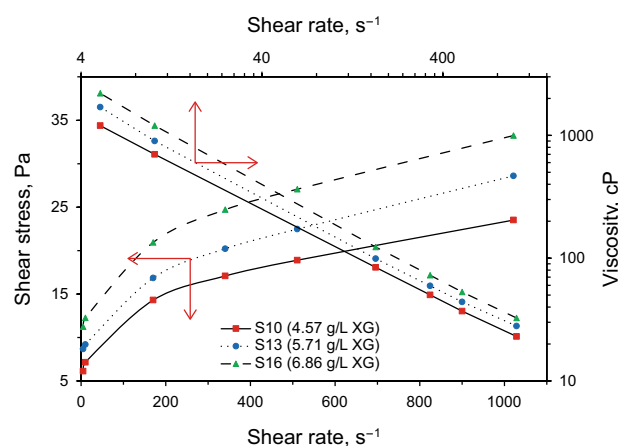 Shear rate, s⁻¹
4 40 400
35
25
15
5
Shear stress, Pa
1000
100
10
Viscosity, cP
S10 (4.57 g/L XG)
S13 (5.71 g/L XG)
S16 (6.86 g/L XG)
0 200 400 600 800 1000
Shear rate, s⁻¹